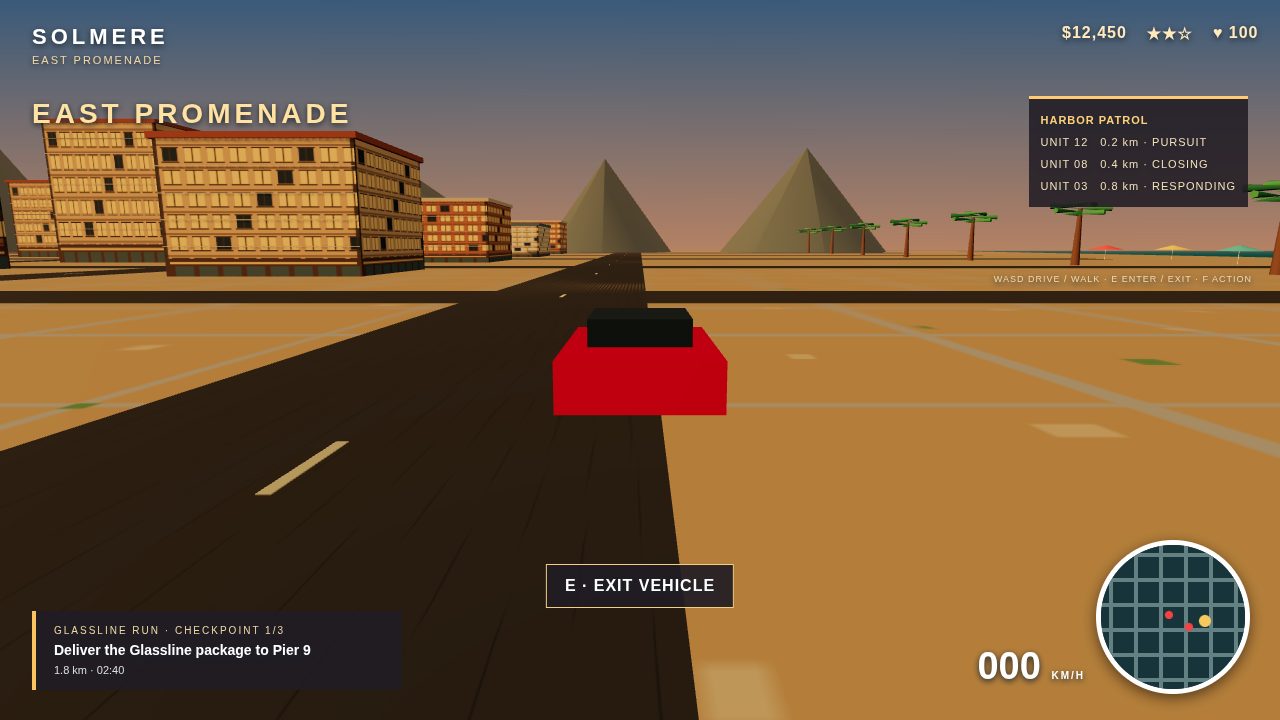 SOLMERE
EAST PROMENADE
EAST PROMENADE
$12,450 ★★☆ ♥ 100
HARBOR PATROL
UNIT 12 0.2 km · PURSUIT
UNIT 08 0.4 km · CLOSING
UNIT 03 0.8 km · RESPONDING
WASD DRIVE / WALK · E ENTER / EXIT · F ACTION
E · EXIT VEHICLE
GLASSLINE RUN · CHECKPOINT 1/3
Deliver the Glassline package to Pier 9
1.8 km · 02:40
000 KM/H